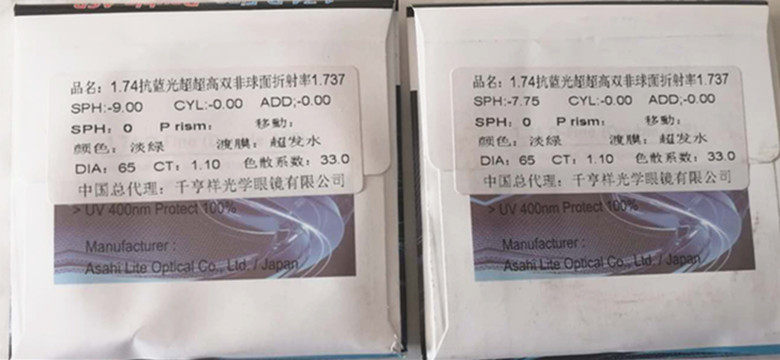 品名：1.74抗蓝光超超高双非球面折射率1.737
SPH:-9.00 CYL:-0.00 ADD;-0.00
SPH：0 Prism： 移動：
颜色：淡緑 渡膜：超发水
DIA：65 CT：1.10 色散系数：33.0
中国总代理：千亨样光学眼镜有限公司
> UV 400nm Protect 100%
Manufacturer :
Asahi Lite Optical Co., Ltd. / Japan
品名：1.74抗蓝光超超高双非球面折射率1.737
SPH:-7.75 CYL:-0.00 ADD;-0.00
SPH：0 Prism： 移動：
颜色：淡緑 渡膜：超发水
DIA：65 CT：1.10 色散系数：33.0
中国总代理：千亨样光学眼镜有限公司
> UV 400nm Protect 100%
Manufacturer :
Asahi Lite Optical Co., Ltd. / Japan